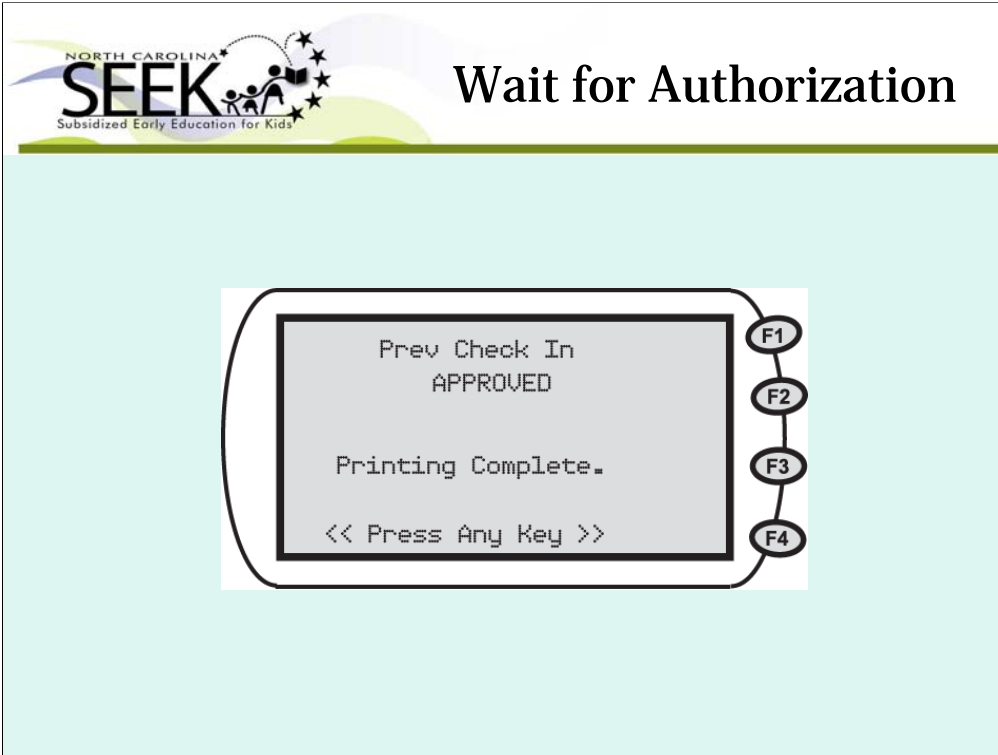 NORTH CAROLINA
SEEK
Subsidized Early Education for Kids
Wait for Authorization
Prev Check In
APPROVED
Printing Complete.
<< Press Any Key >>
F1
F2
F3
F4